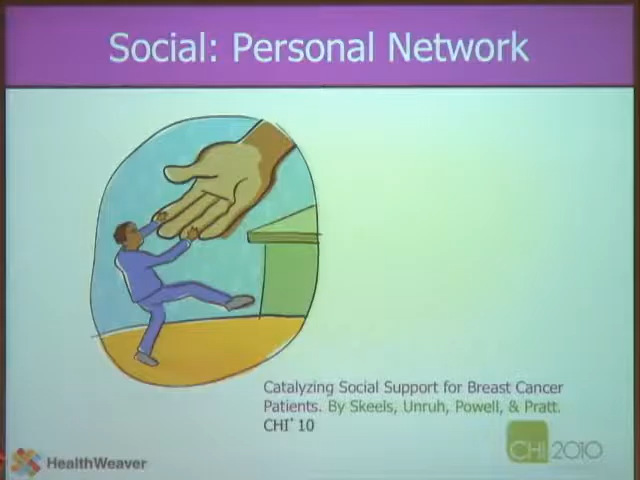 Social: Personal Network
Catalyzing Social Support for Breast Cancer
Patients. By Skeels, Unruh, Powell, & Pratt.
CHI' 10
CHI 2010
HealthWeaver